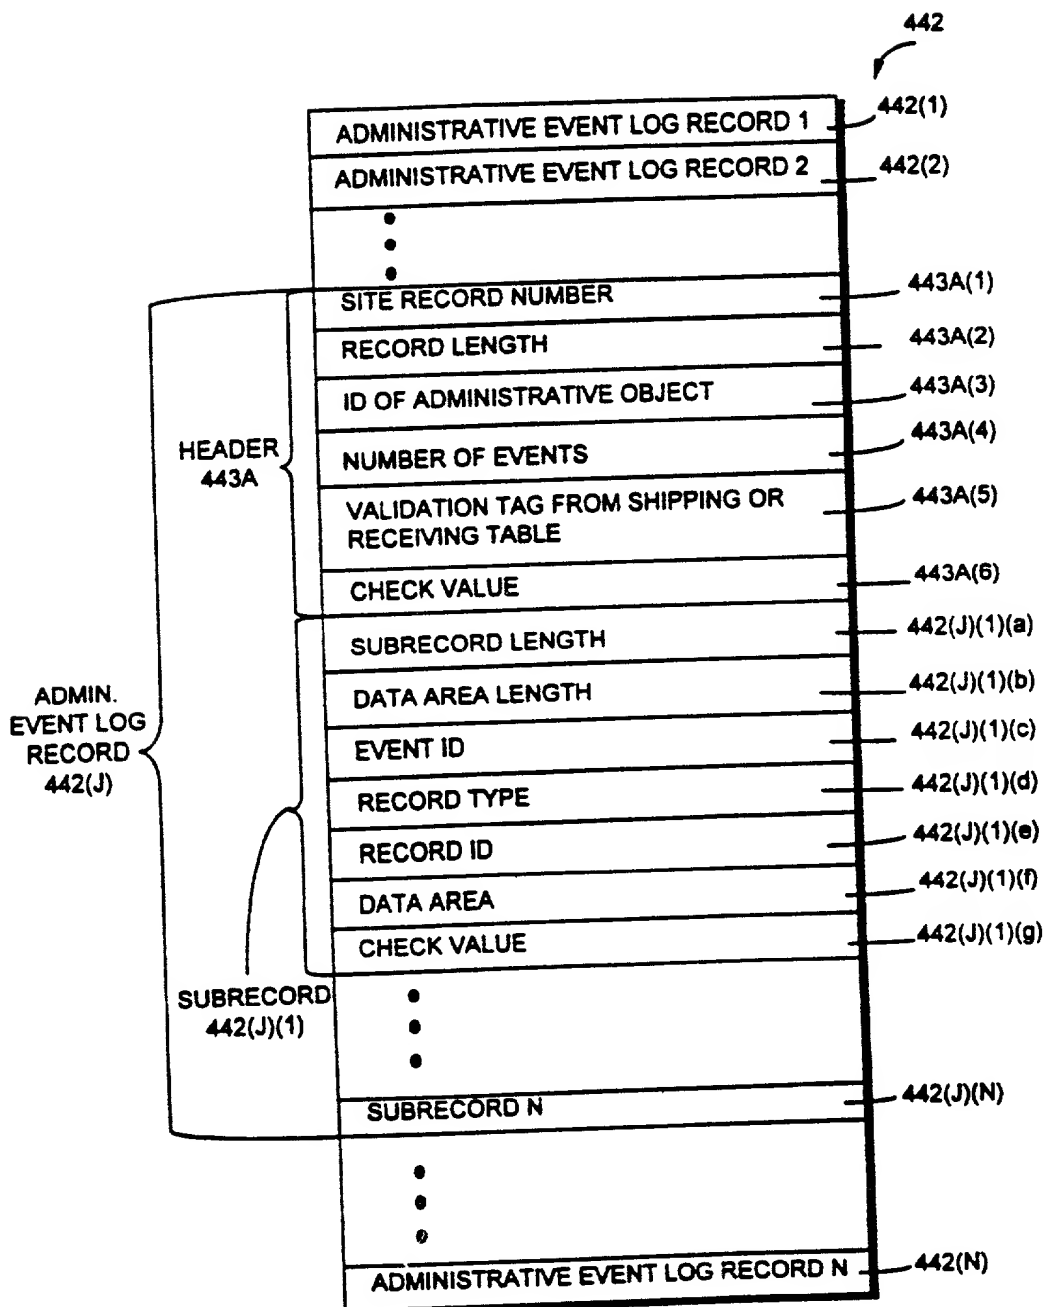 442
ADMINISTRATIVE EVENT LOG RECORD 1
442(1)
ADMINISTRATIVE EVENT LOG RECORD 2
442(2)
SITE RECORD NUMBER
443A(1)
RECORD LENGTH
443A(2)
ID OF ADMINISTRATIVE OBJECT
443A(3)
HEADER
443A
NUMBER OF EVENTS
443A(4)
VALIDATION TAG FROM SHIPPING OR
RECEIVING TABLE
443A(5)
CHECK VALUE
443A(6)
SUBRECORD LENGTH
442(J)(1)(a)
DATA AREA LENGTH
442(J)(1)(b)
ADMIN.
EVENT LOG
RECORD
442(J)
EVENT ID
442(J)(1)(c)
RECORD TYPE
442(J)(1)(d)
RECORD ID
442(J)(1)(e)
DATA AREA
442(J)(1)(f)
CHECK VALUE
442(J)(1)(g)
SUBRECORD
442(J)(1)
SUBRECORD N
442(J)(N)
ADMINISTRATIVE EVENT LOG RECORD N
442(N)